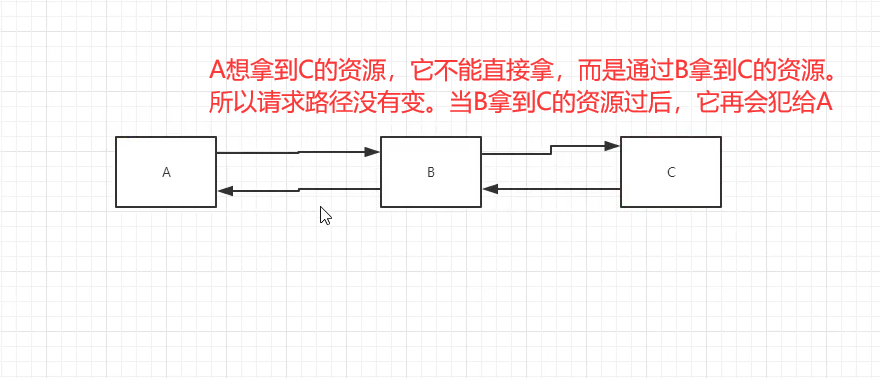 A想拿到C的资源，它不能直接拿，而是通过B拿到C的资源。
所以请求路径没有变。当B拿到C的资源过后，它再会犯给A
A
B
C